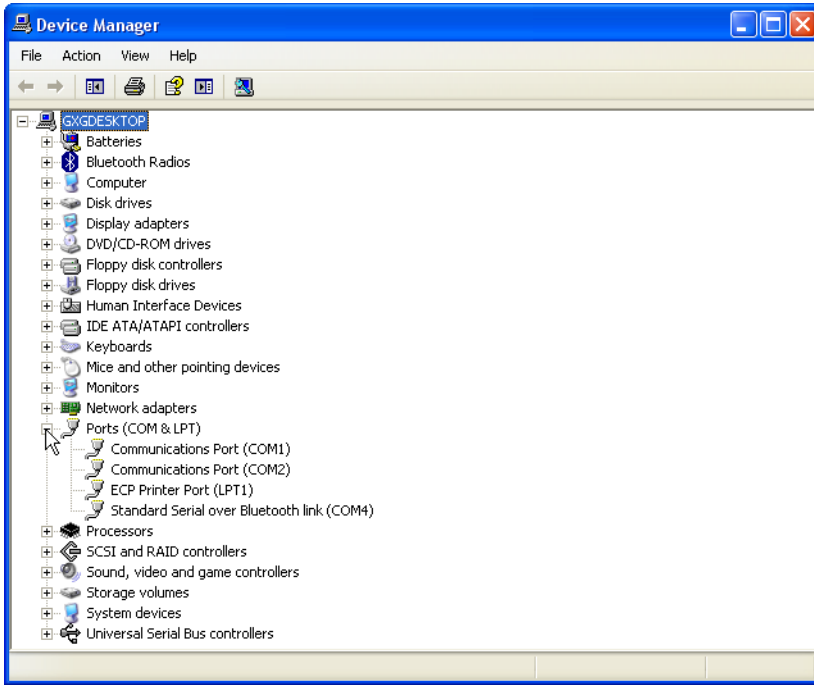 Device Manager
File Action View Help
GXGDESKTOP
Batteries
Bluetooth Radios
Computer
Disk drives
Display adapters
DVD/CD-ROM drives
Floppy disk controllers
Floppy disk drives
Human Interface Devices
IDE ATA/ATAPI controllers
Keyboards
Mice and other pointing devices
Monitors
Network adapters
Ports (COM & LPT)
Communications Port (COM1)
Communications Port (COM2)
ECP Printer Port (LPT1)
Standard Serial over Bluetooth link (COM4)
Processors
SCSI and RAID controllers
Sound, video and game controllers
Storage volumes
System devices
Universal Serial Bus controllers